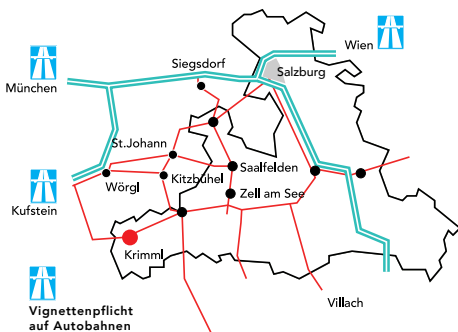 Wien
Siegsdorf
Salzburg
München
St.Johann
Saalfelden
Kitzbühel
Wörgl
Zell am See
Kufstein
Krimml
Villach
Vignettenpflicht
auf Autobahnen